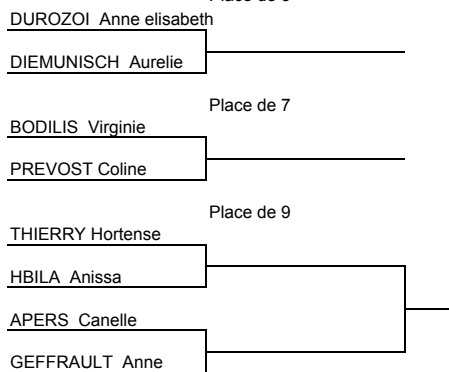 DUROZOI Anne elisabeth
DIEMUNISCH Aurelie
Place de 7
BODILIS Virginie
PREVOST Coline
Place de 9
THIERRY Hortense
HBILA Anissa
APERS Canelle
GEFFRAULT Anne